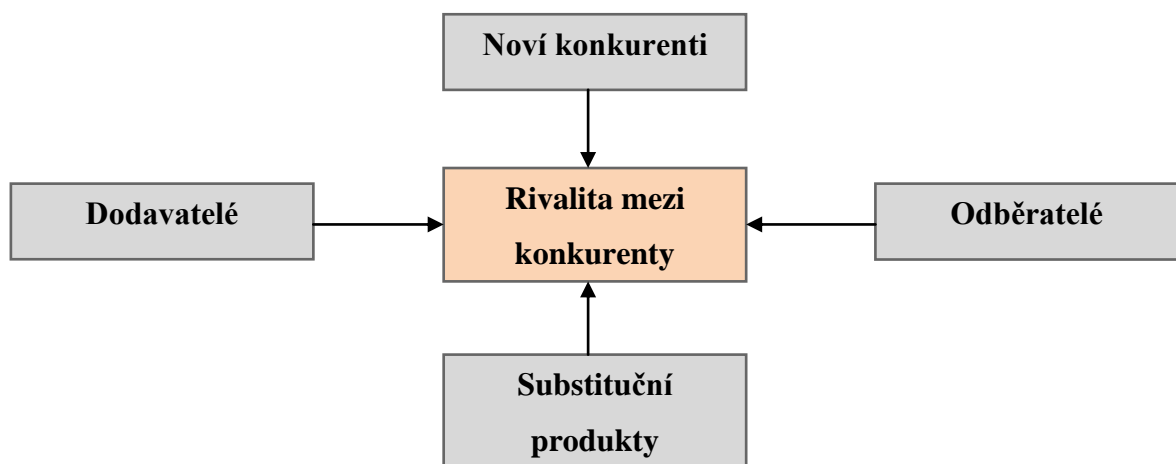 Noví konkurenti
Dodavatelé
Rivalita mezi
konkurenty
Odběratelé
Substituční
produkty